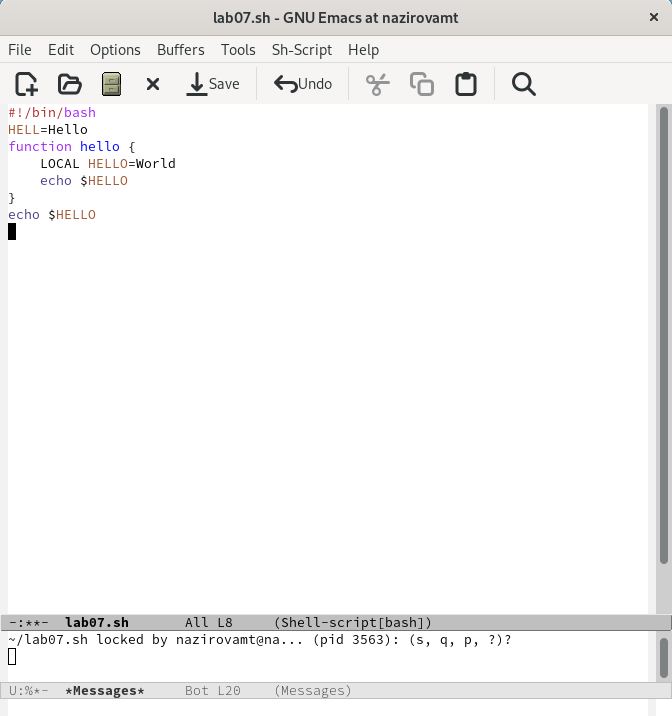 lab07.sh - GNU Emacs at nazirovamt
File Edit Options Buffers Tools Sh-Script Help
Save Undo
#!/bin/bash
HELL=Hello
function hello {
    LOCAL HELLO=World
    echo $HELLO
}
echo $HELLO
-:**-  lab07.sh       All L8     (Shell-script[bash])
~/lab07.sh locked by nazirovamt@na... (pid 3563): (s, q, p, ?)?
U:%*-  *Messages*     Bot L20    (Messages)